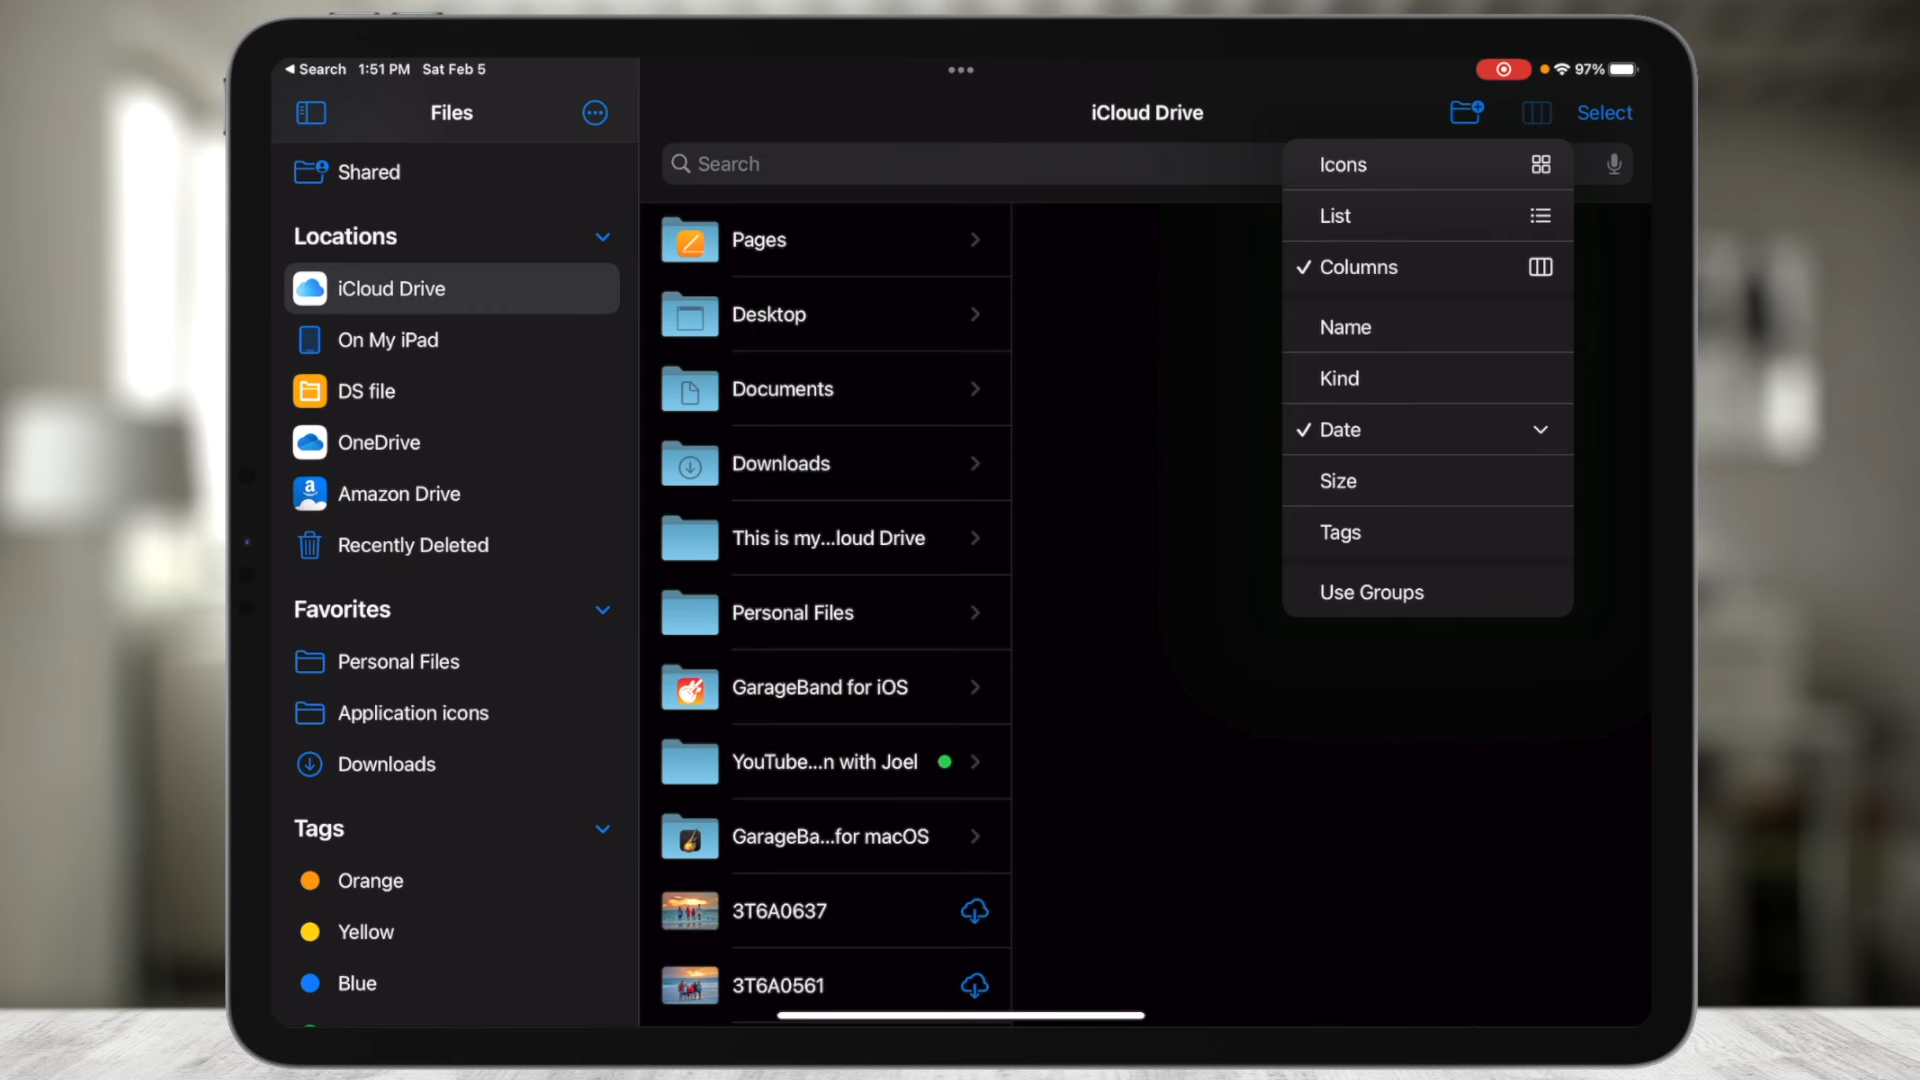 Search 1:51 PM Sat Feb 5
97%
Files
iCloud Drive
Select
Shared
Search
Locations
iCloud Drive
On My iPad
DS file
OneDrive
Amazon Drive
Recently Deleted
Favorites
Personal Files
Application icons
Downloads
Tags
Orange
Yellow
Blue
Pages
Desktop
Documents
Downloads
This is my...loud Drive
Personal Files
GarageBand for iOS
YouTube...n with Joel
GarageBa...for macOS
3T6A0637
3T6A0561
Icons
List
Columns
Name
Kind
Date
Size
Tags
Use Groups